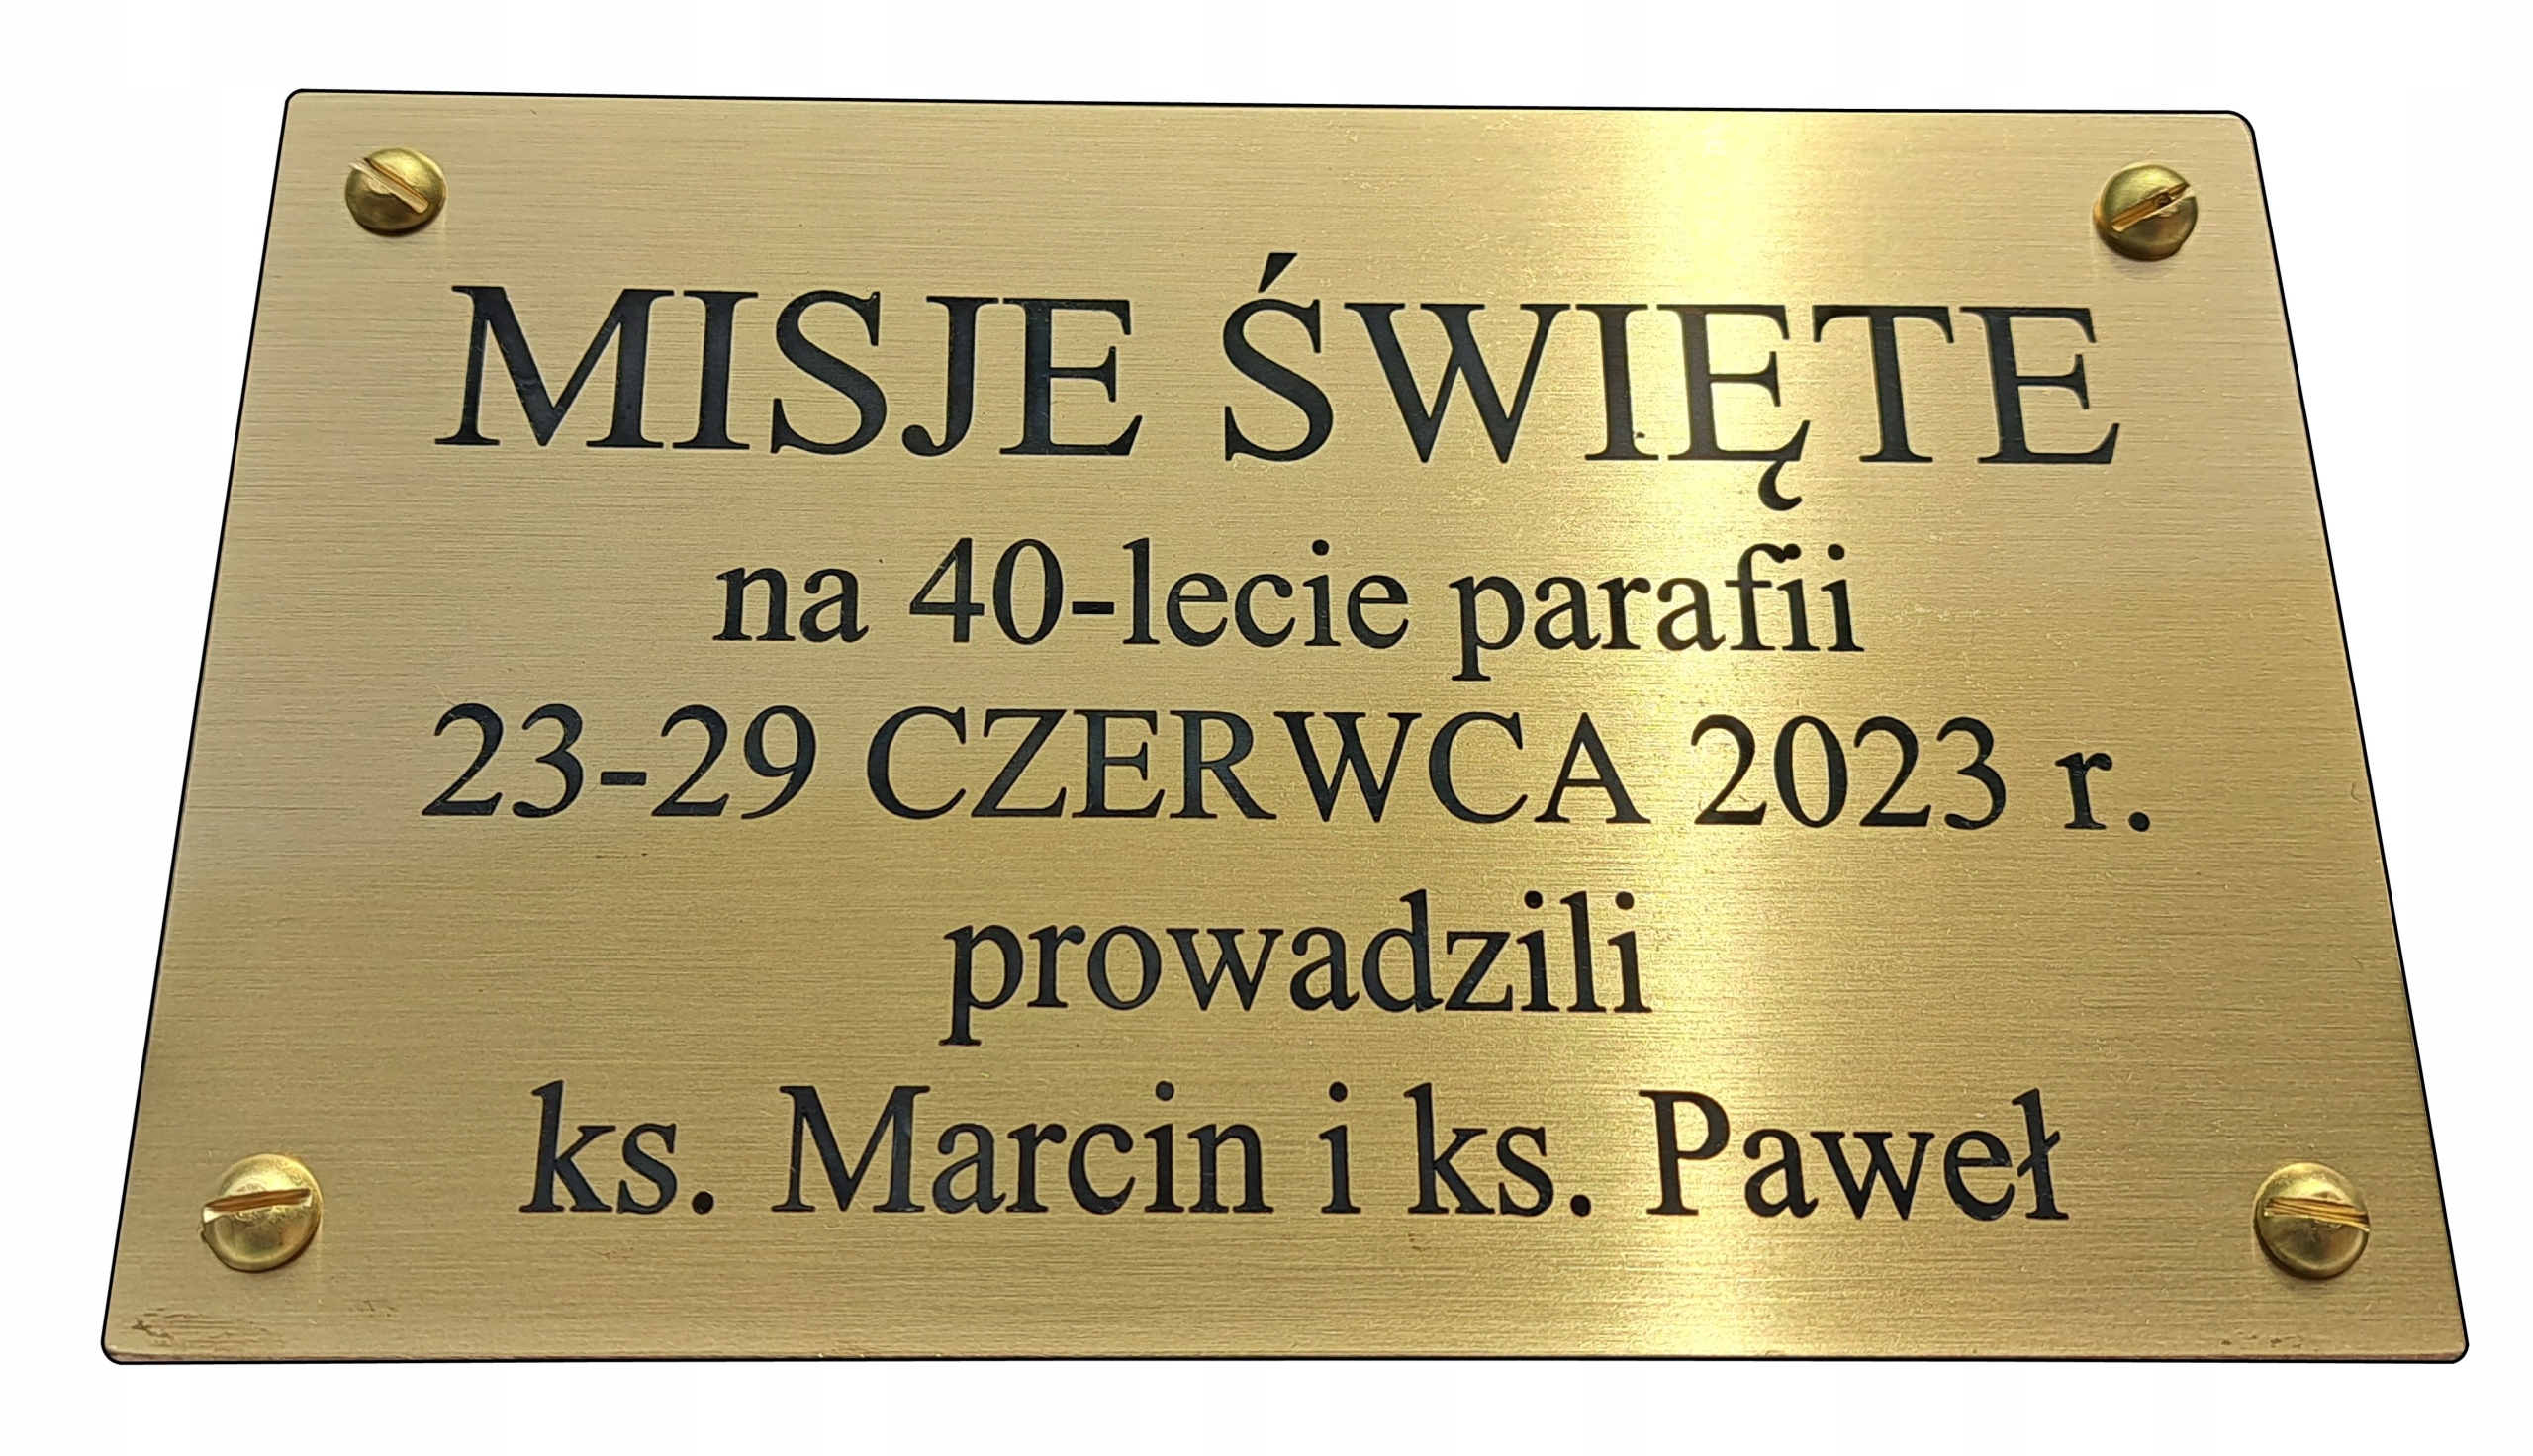 MISJE ŚWIĘTE
na 40-lecie parafii
23-29 CZERWCA 2023 r.
prowadzili
ks. Marcin i ks. Paweł